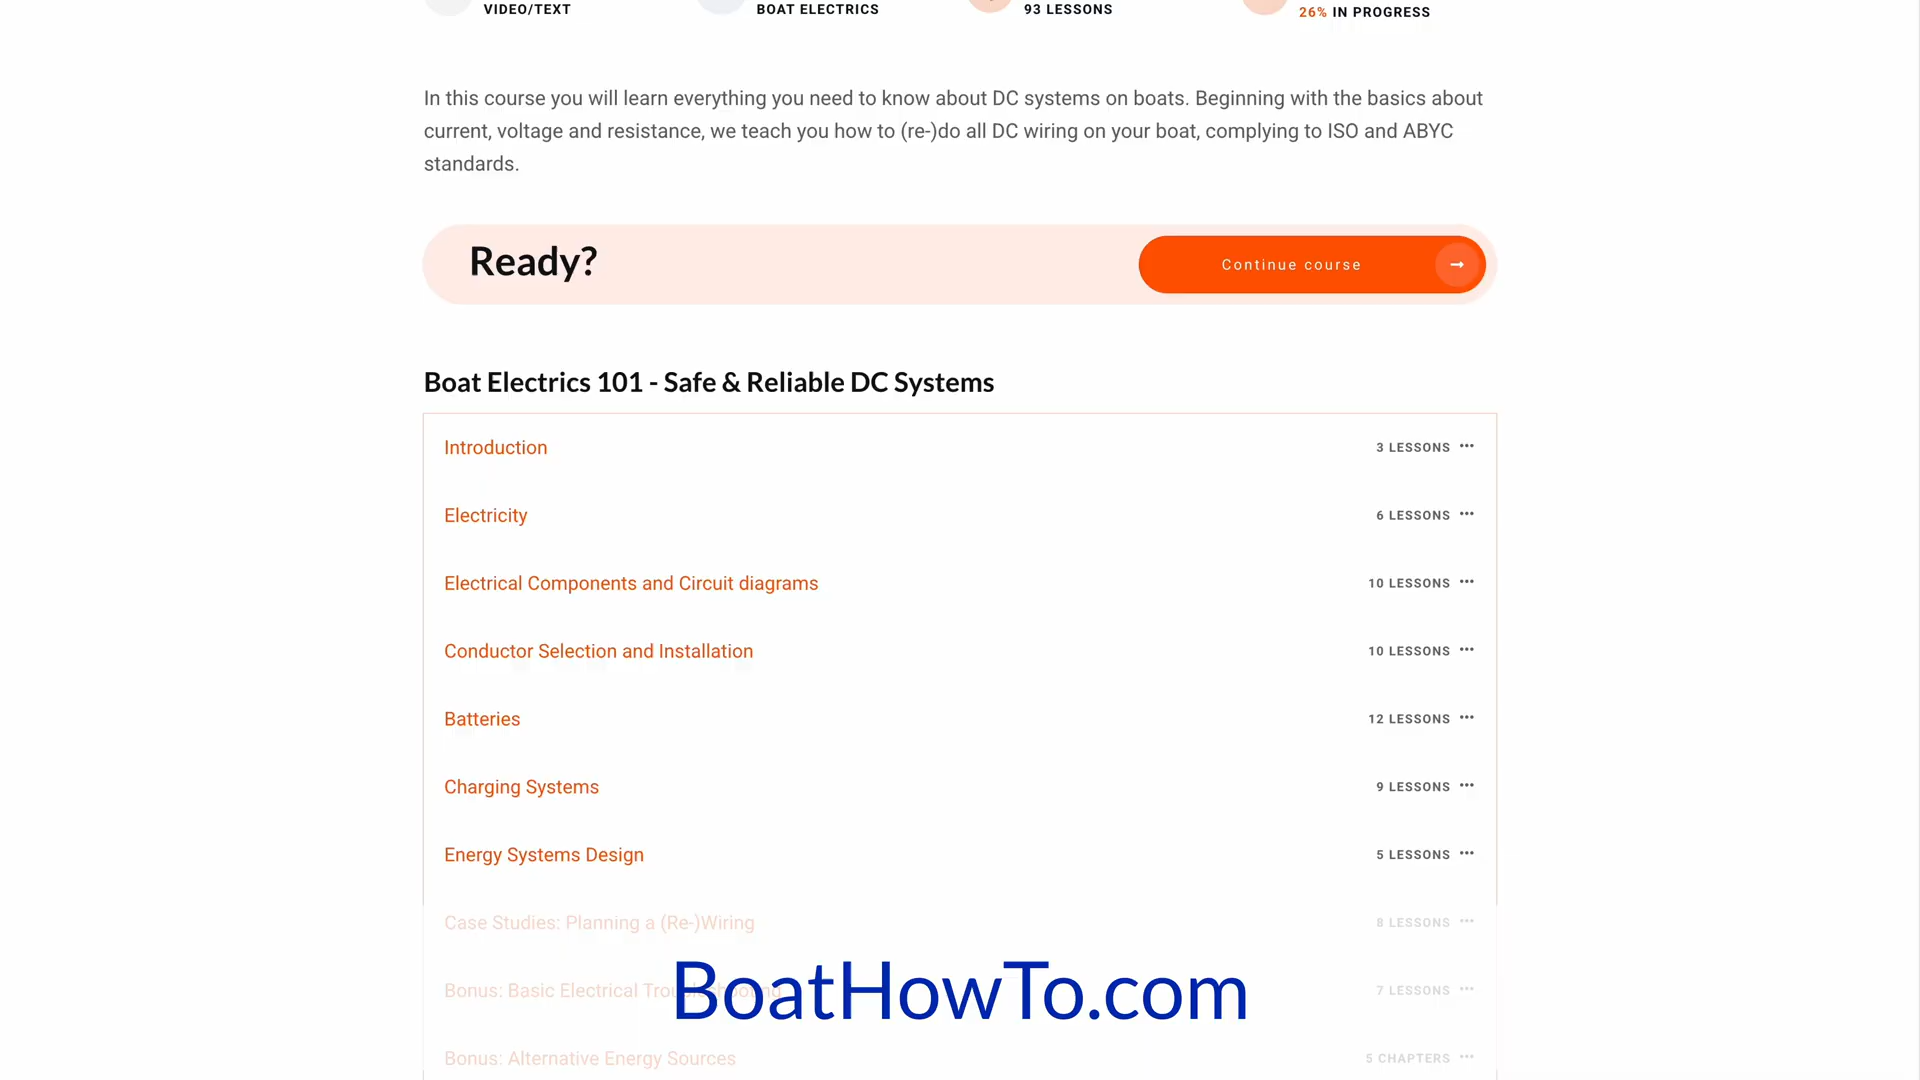 VIDEO/TEXT
BOAT ELECTRICS
93 LESSONS
26% IN PROGRESS
In this course you will learn everything you need to know about DC systems on boats. Beginning with the basics about
current, voltage and resistance, we teach you how to (re-)do all DC wiring on your boat, complying to ISO and ABYC
standards.
Ready?
Continue course
Boat Electrics 101 - Safe & Reliable DC Systems
Introduction
3 LESSONS
Electricity
6 LESSONS
Electrical Components and Circuit diagrams
10 LESSONS
Conductor Selection and Installation
10 LESSONS
Batteries
12 LESSONS
Charging Systems
9 LESSONS
Energy Systems Design
5 LESSONS
Case Studies: Planning a (Re-)Wiring
8 LESSONS
Bonus: Basic Electrical Troubleshooting
7 LESSONS
BoatHowTo.com
Bonus: Alternative Energy Sources
5 CHAPTERS